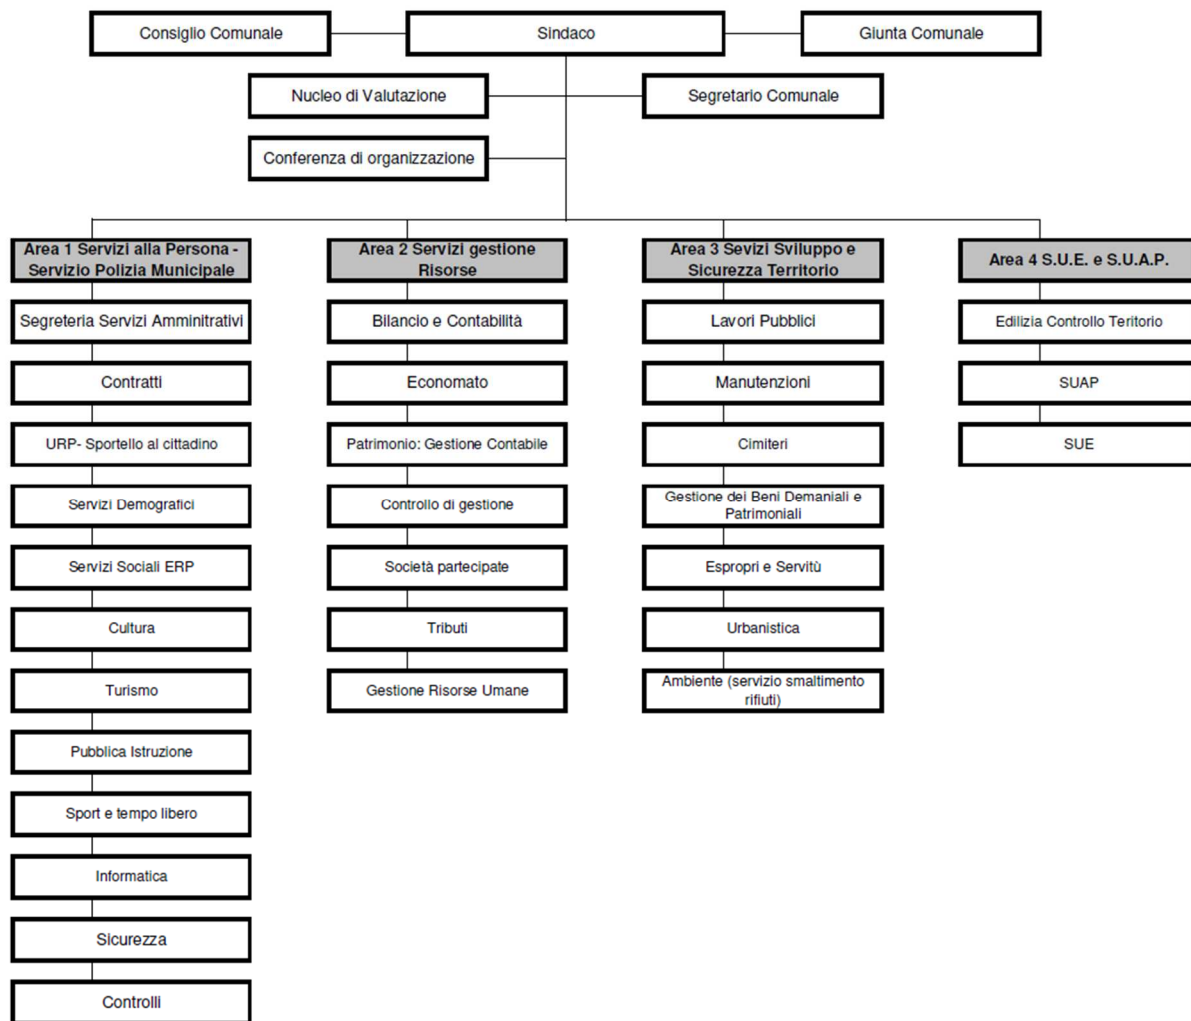 Consiglio Comunale
Sindaco
Giunta Comunale
Nucleo di Valutazione
Segretario Comunale
Conferenza di organizzazione
Area 1 Servizi alla Persona -
Servizio Polizia Municipale
Segreteria Servizi Amminitrativi
Contratti
URP- Sportello al cittadino
Servizi Demografici
Servizi Sociali ERP
Cultura
Turismo
Pubblica Istruzione
Sport e tempo libero
Informatica
Sicurezza
Controlli
Area 2 Servizi gestione
Risorse
Bilancio e Contabilità
Economato
Patrimonio: Gestione Contabile
Controllo di gestione
Società partecipate
Tributi
Gestione Risorse Umane
Area 3 Sevizi Sviluppo e
Sicurezza Territorio
Lavori Pubblici
Manutenzioni
Cimiteri
Gestione dei Beni Demaniali e
Patrimoniali
Espropri e Servitù
Urbanistica
Ambiente (servizio smaltimento
rifiuti)
Area 4 S.U.E. e S.U.A.P.
Edilizia Controllo Teritorio
SUAP
SUE